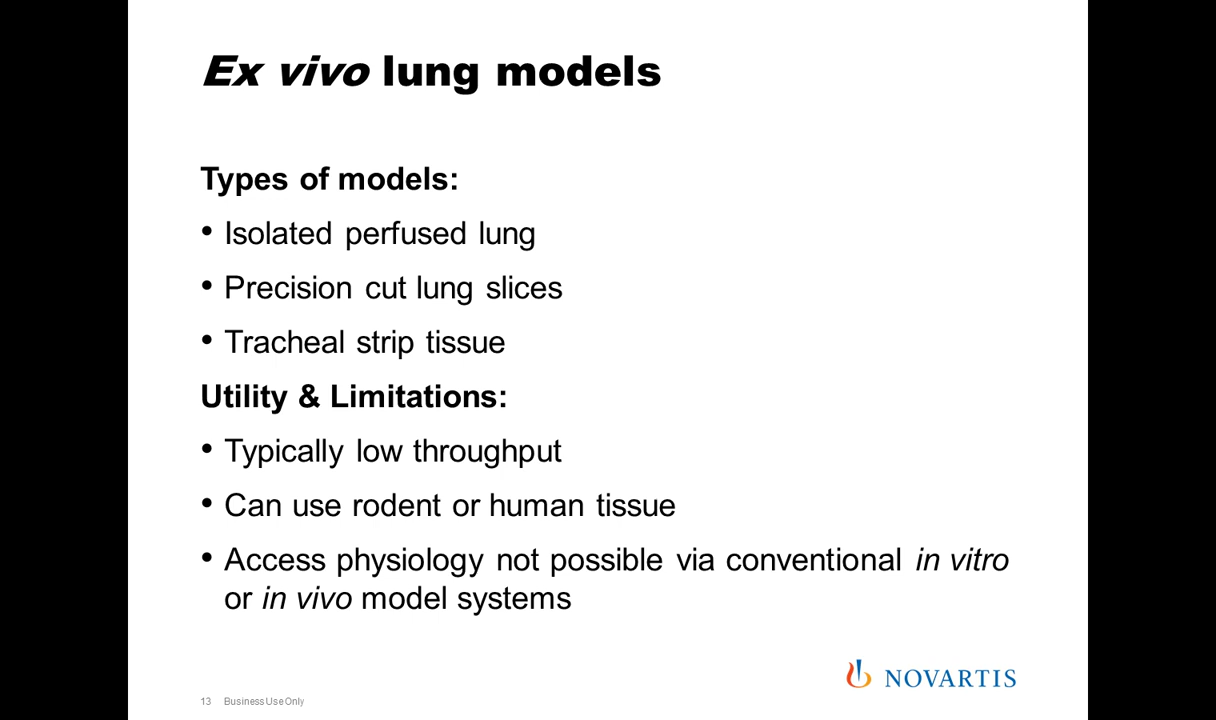 Ex vivo lung models
Types of models:
• Isolated perfused lung
• Precision cut lung slices
• Tracheal strip tissue
Utility & Limitations:
• Typically low throughput
• Can use rodent or human tissue
• Access physiology not possible via conventional in vitro
or in vivo model systems
NOVARTIS
13 Business Use Only